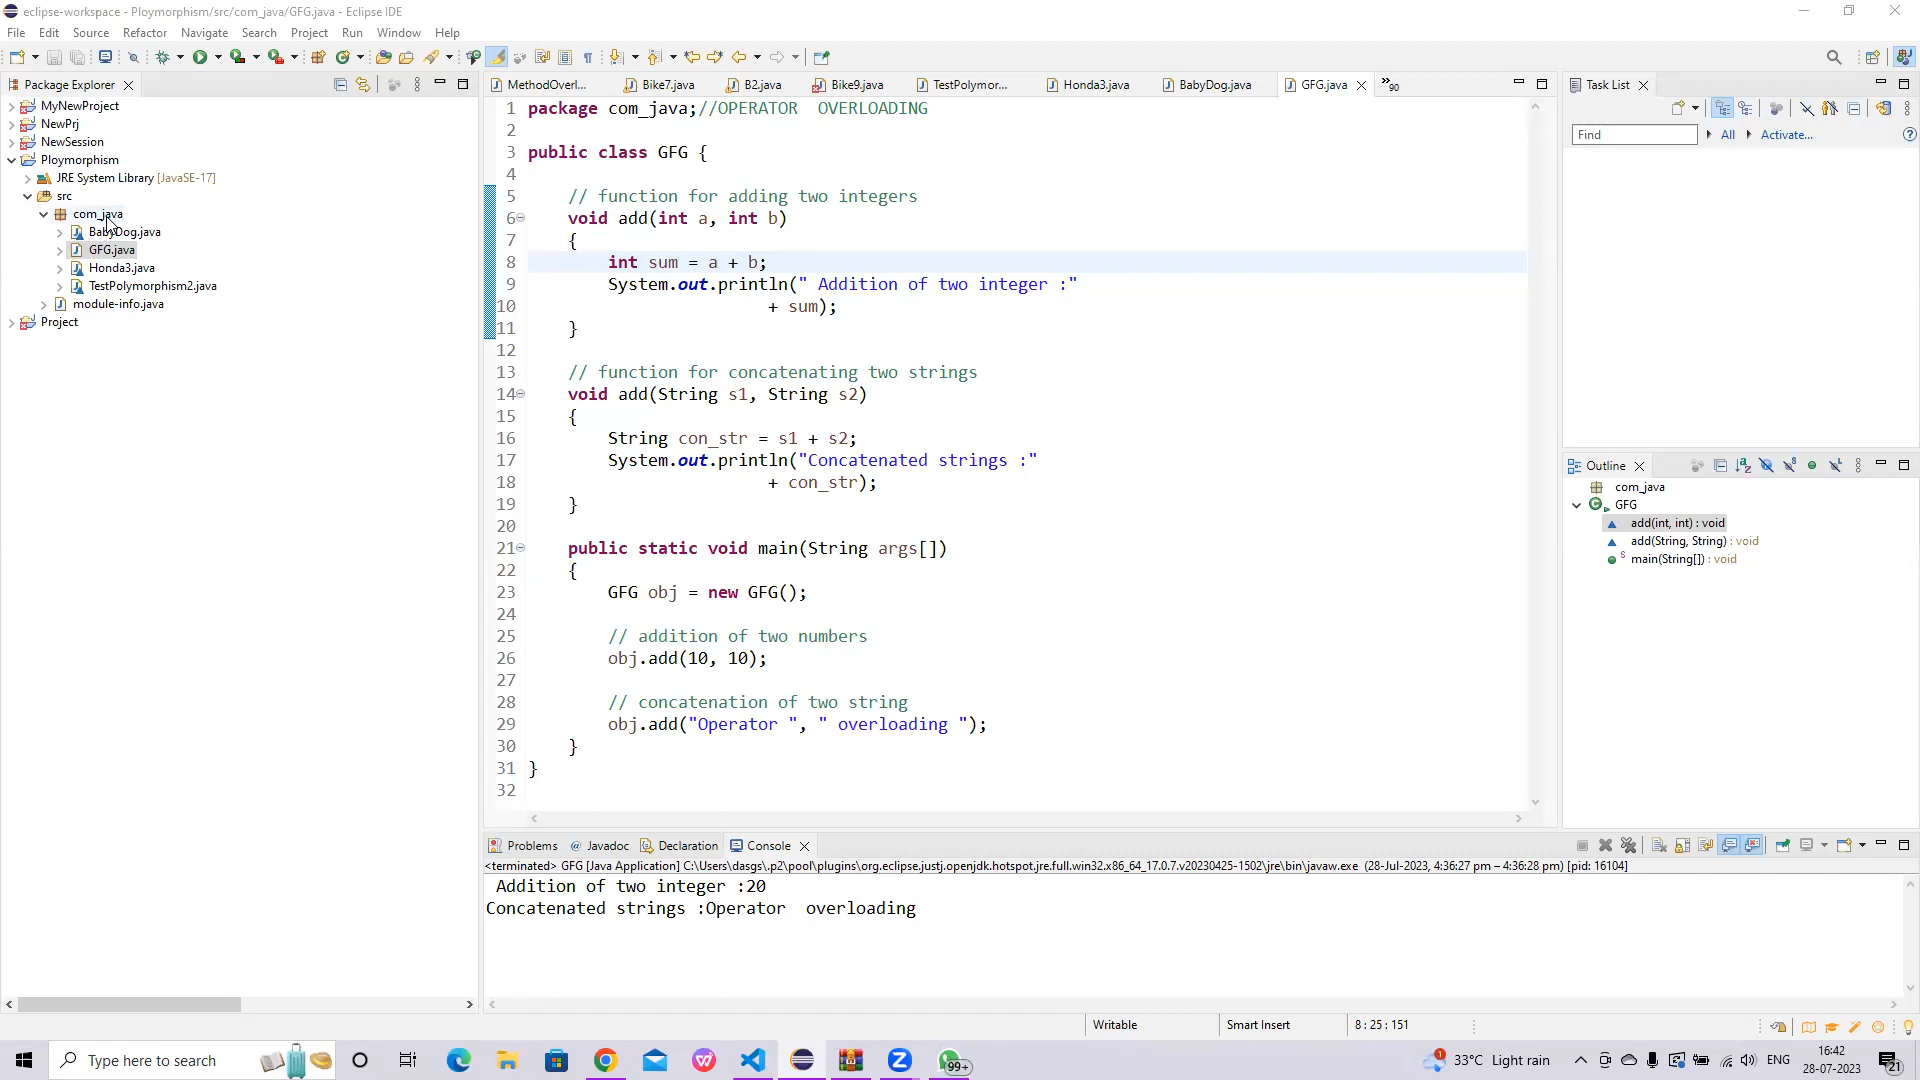 eclipse-workspace - Ploymorphism/src/com_java/GFG.java - Eclipse IDE
File Edit Source Refactor Navigate Search Project Run Window Help
Package Explorer
MyNewProject
NewPrj
NewSession
Ploymorphism
JRE System Library [JavaSE-17]
src
com_java
BabyDog.java
GFG.java
Honda3.java
TestPolymorphism2.java
module-info.java
Project
MethodOverl... Bike7.java B2.java Bike9.java TestPolymor... Honda3.java BabyDog.java GFG.java »90
1 package com_java;//OPERATOR  OVERLOADING
2
3 public class GFG {
4
5     // function for adding two integers
6     void add(int a, int b)
7     {
8         int sum = a + b;
9         System.out.println(" Addition of two integer :"
10                         + sum);
11     }
12
13     // function for concatenating two strings
14     void add(String s1, String s2)
15     {
16         String con_str = s1 + s2;
17         System.out.println("Concatenated strings :"
18                         + con_str);
19     }
20
21     public static void main(String args[])
22     {
23         GFG obj = new GFG();
24
25         // addition of two numbers
26         obj.add(10, 10);
27
28         // concatenation of two string
29         obj.add("Operator ", " overloading ");
30     }
31 }
32
Task List
Find All Activate...
Outline
com_java
GFG
add(int, int) : void
add(String, String) : void
main(String[]) : void
Problems @ Javadoc Declaration Console
<terminated> GFG [Java Application] C:\Users\dasgs\.p2\pool\plugins\org.eclipse.justj.openjdk.hotspot.jre.full.win32.x86_64_17.0.7.v20230425-1502\jre\bin\javaw.exe (28-Jul-2023, 4:36:27 pm – 4:36:28 pm) [pid: 16104]
 Addition of two integer :20
Concatenated strings :Operator  overloading
Writable Smart Insert 8 : 25 : 151
Type here to search
99+
33°C Light rain
ENG
16:42
28-07-2023
21